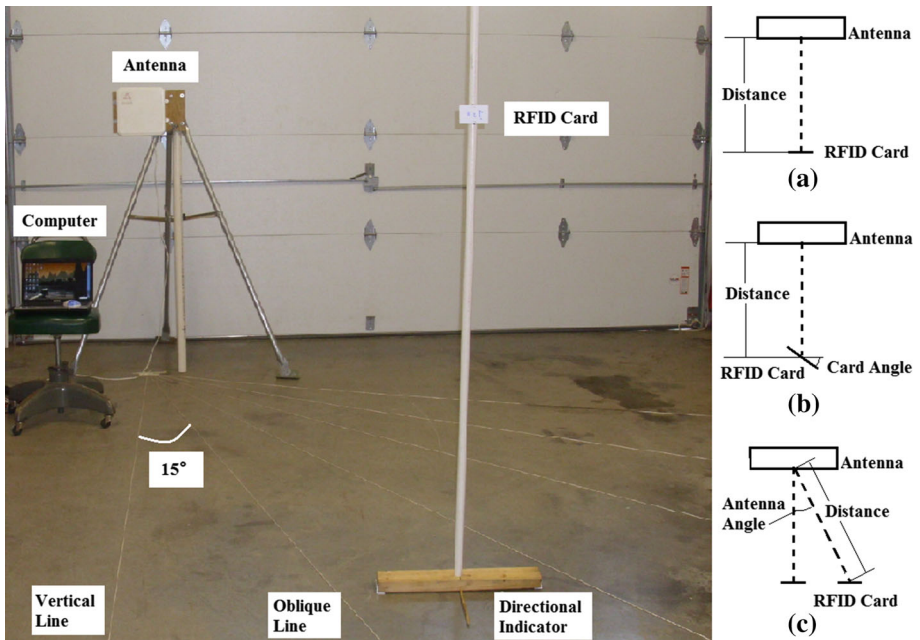 Antenna
RFID Card
Computer
15°
Vertical
Line
Oblique
Line
Directional
Indicator
Antenna
Distance
RFID Card
(a)
Antenna
Distance
RFID Card
Card Angle
(b)
Antenna
Antenna
Angle
Distance
RFID Card
(c)